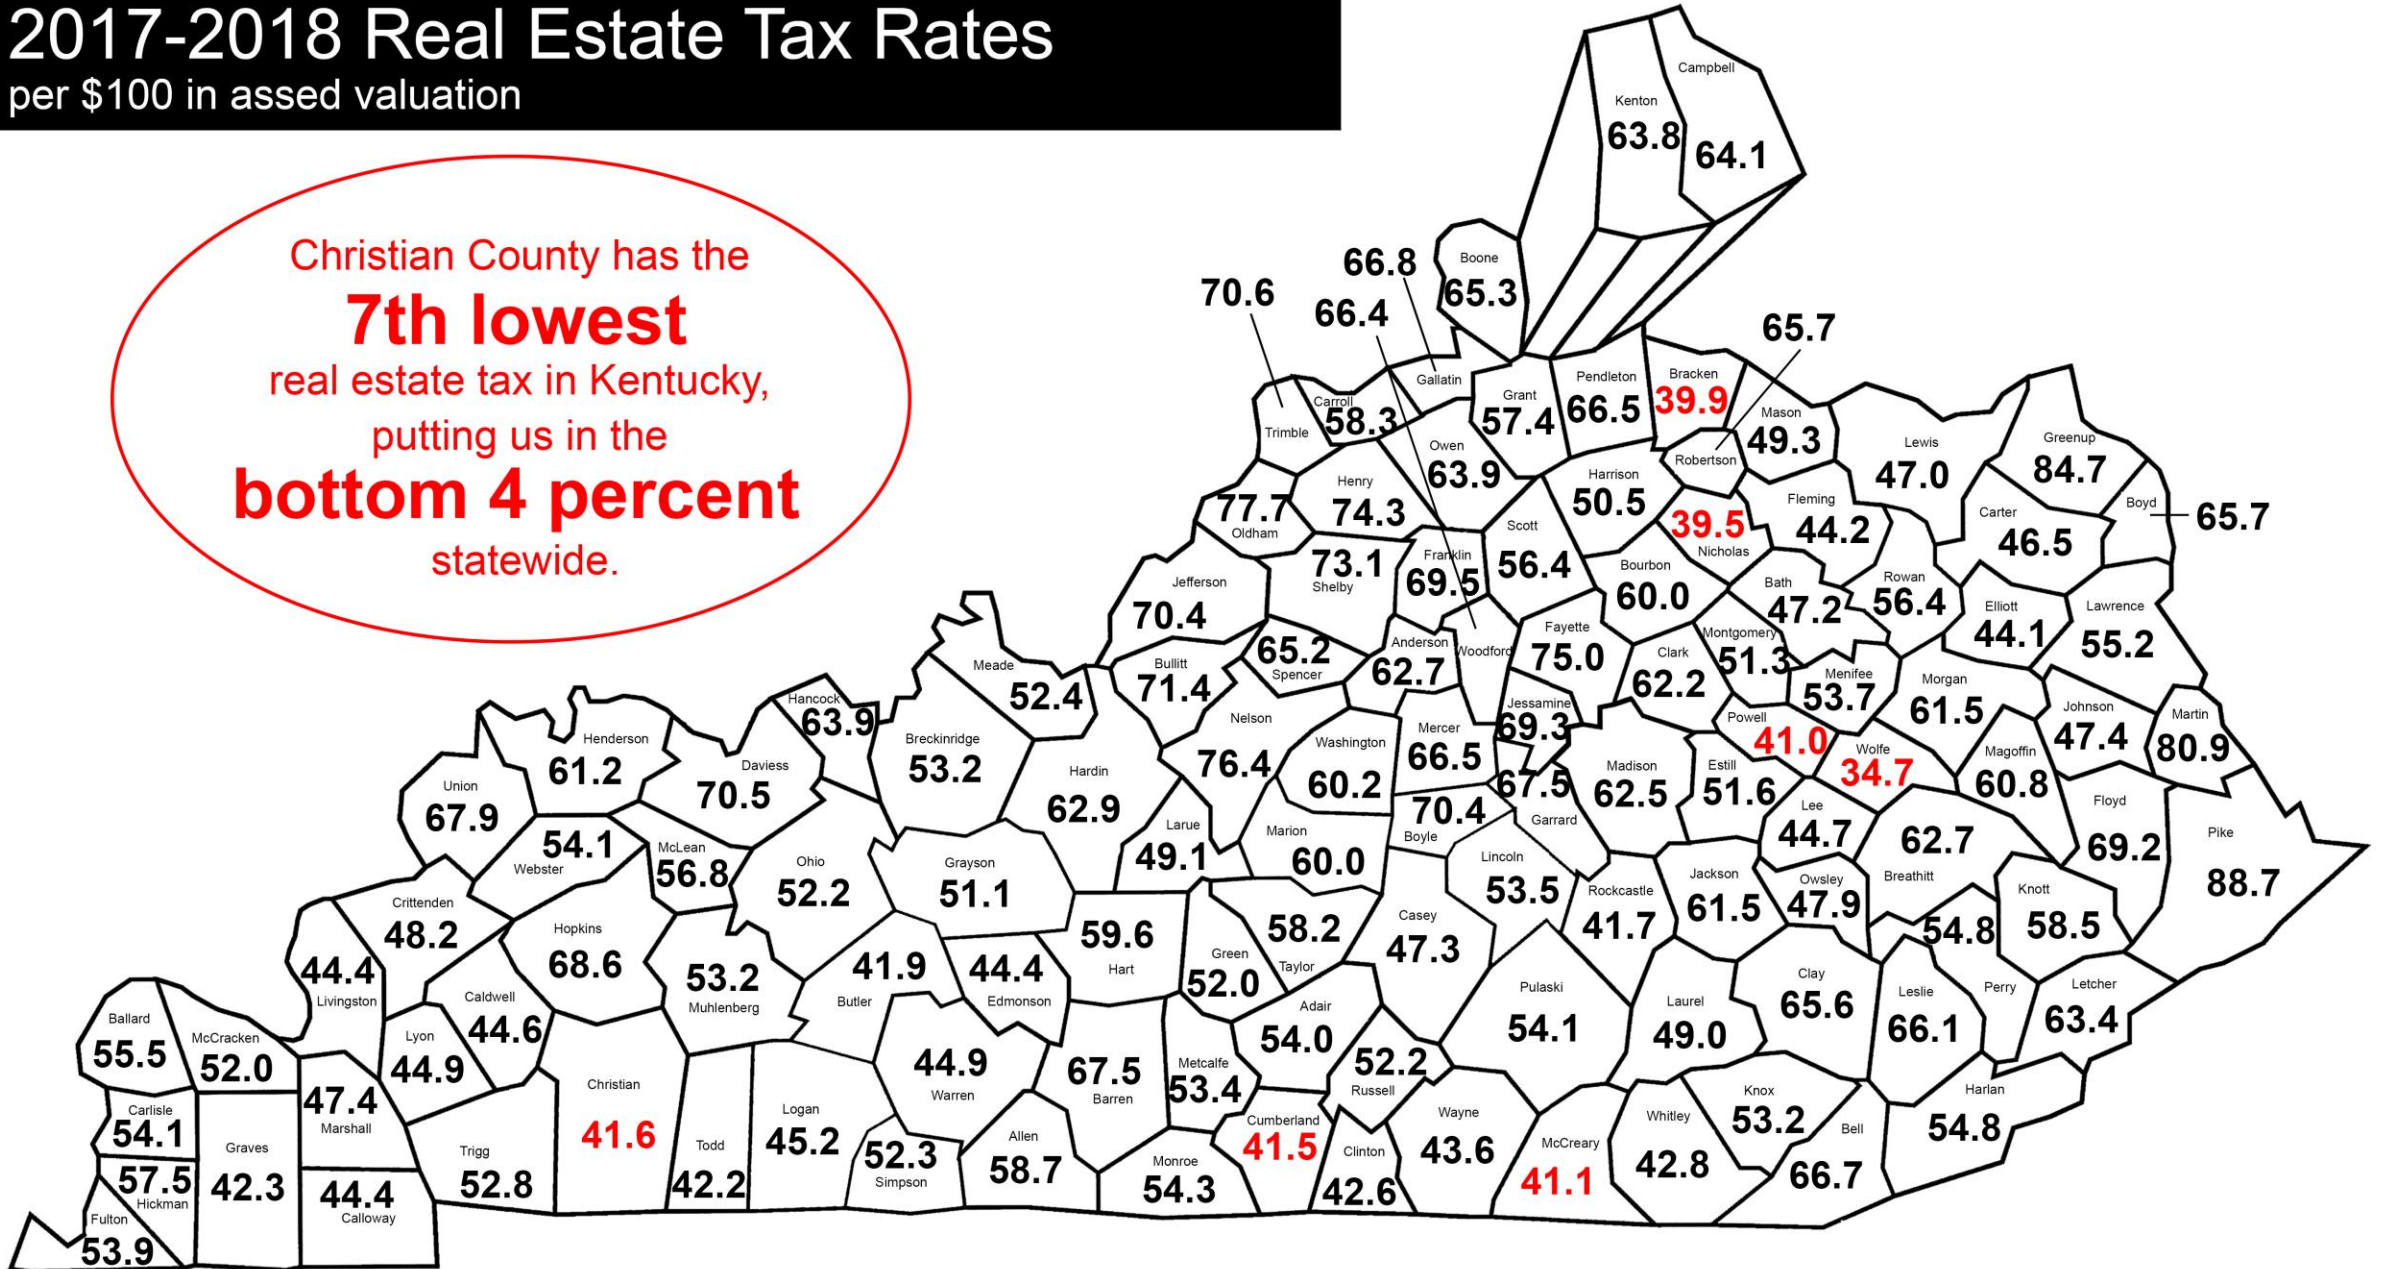 2017-2018 Real Estate Tax Rates
per $100 in assed valuation
Christian County has the
7th lowest
real estate tax in Kentucky,
putting us in the
bottom 4 percent
statewide.
Campbell
64.1
Kenton
63.8
Boone
65.3
66.8
Gallatin
70.6
Trimble
66.4
Woodford
65.7
Robertson
Carroll
58.3
Grant
57.4
Pendleton
66.5
Bracken
39.9
Mason
49.3
Lewis
47.0
Greenup
84.7
Boyd
65.7
Owen
63.9
Henry
74.3
77.7
Oldham
Harrison
50.5
Scott
56.4
39.5
Nicholas
Fleming
44.2
Carter
46.5
73.1
Shelby
Franklin
69.5
Jefferson
70.4
Bourbon
60.0
Bath
47.2
Rowan
56.4
Elliott
44.1
Lawrence
55.2
65.2
Spencer
Anderson
62.7
Fayette
75.0
Clark
62.2
Montgomery
51.3
Menifee
53.7
Morgan
61.5
Johnson
47.4
Martin
80.9
Bullitt
71.4
Meade
52.4
Hancock
63.9
Breckinridge
53.2
Nelson
76.4
Washington
60.2
Mercer
66.5
Jessamine
69.3
67.5
Garrard
Madison
62.5
Powell
41.0
Estill
51.6
Wolfe
34.7
Magoffin
60.8
Floyd
69.2
Pike
88.7
Henderson
61.2
Union
67.9
Daviess
70.5
Hardin
62.9
Larue
49.1
Marion
60.0
70.4
Boyle
Lincoln
53.5
Lee
44.7
62.7
Breathitt
54.1
Webster
McLean
56.8
Ohio
52.2
Grayson
51.1
Rockcastle
41.7
Jackson
61.5
Owsley
47.9
Knott
58.5
54.8
Perry
Crittenden
48.2
Hopkins
68.6
53.2
Muhlenberg
41.9
Butler
44.4
Edmonson
59.6
Hart
Green
52.0
58.2
Taylor
Casey
47.3
44.4
Livingston
Caldwell
44.6
Lyon
44.9
Adair
54.0
Pulaski
54.1
Laurel
49.0
Clay
65.6
Leslie
66.1
Letcher
63.4
Ballard
55.5
McCracken
52.0
47.4
Marshall
Christian
41.6
44.9
Warren
67.5
Barren
Metcalfe
53.4
52.2
Russell
Knox
53.2
Harlan
54.8
Carlisle
54.1
Graves
42.3
Trigg
52.8
Todd
42.2
Logan
45.2
52.3
Simpson
Allen
58.7
Monroe
54.3
Cumberland
41.5
Clinton
42.6
Wayne
43.6
McCreary
41.1
Whitley
42.8
Bell
66.7
57.5
Hickman
44.4
Calloway
Fulton
53.9